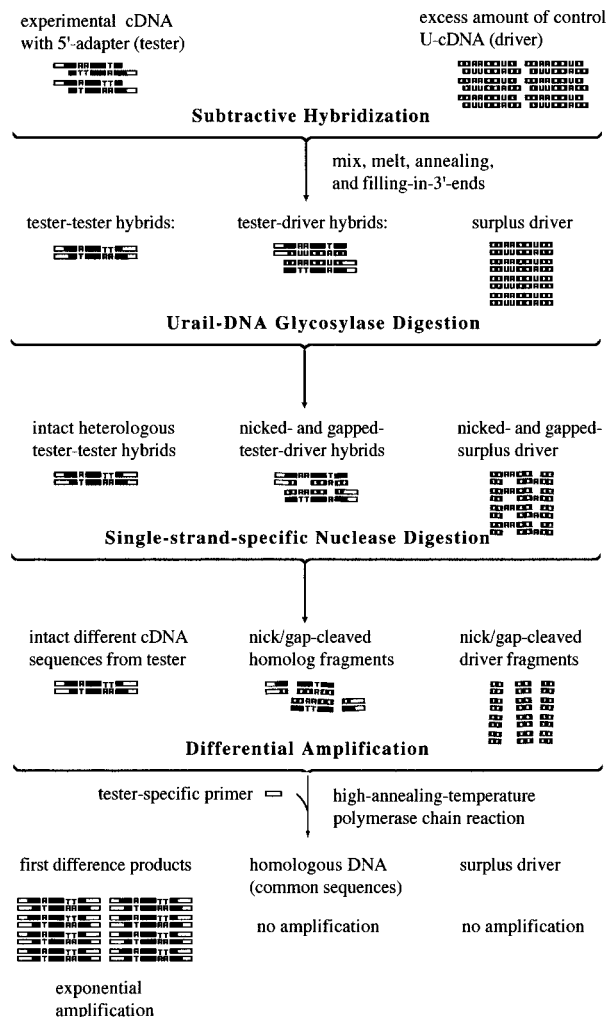 experimental cDNA
with 5'-adapter (tester)
excess amount of control
U-cDNA (driver)
Subtractive Hybridization
mix, melt, annealing,
and filling-in-3'-ends
tester-tester hybrids:
tester-driver hybrids:
surplus driver
Urail-DNA Glycosylase Digestion
intact heterologous
tester-tester hybrids
nicked- and gapped-
tester-driver hybrids
nicked- and gapped-
surplus driver
Single-strand-specific Nuclease Digestion
intact different cDNA
sequences from tester
nick/gap-cleaved
homolog fragments
nick/gap-cleaved
driver fragments
Differential Amplification
tester-specific primer
high-annealing-temperature
polymerase chain reaction
first difference products
homologous DNA
(common sequences)
surplus driver
no amplification
no amplification
exponential
amplification